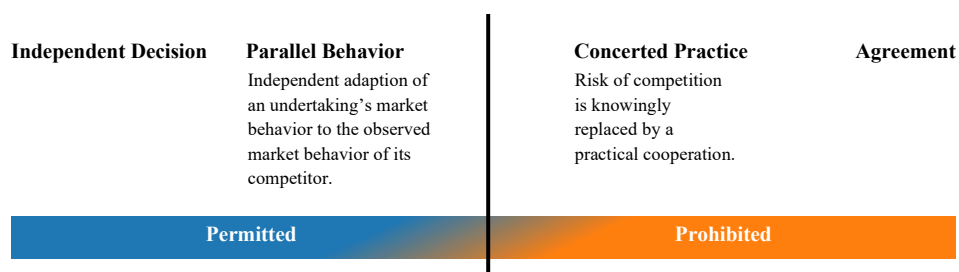 Independent Decision
Parallel Behavior
Independent adaption of
an undertaking's market
behavior to the observed
market behavior of its
competitor.
Concerted Practice
Risk of competition
is knowingly
replaced by a
practical cooperation.
Agreement
Permitted
Prohibited